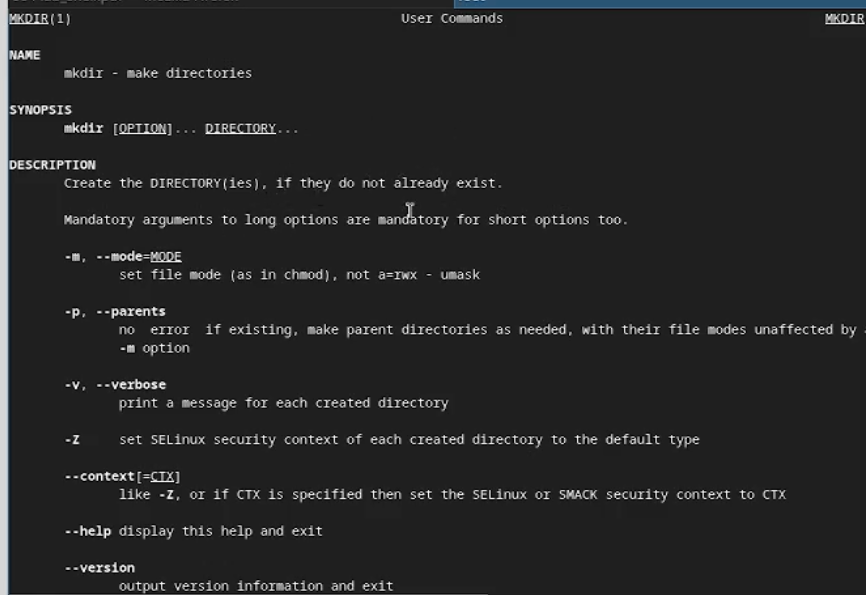 MKDIR(1) User Commands MKDIR
NAME
mkdir - make directories
SYNOPSIS
mkdir [OPTION]... DIRECTORY...
DESCRIPTION
Create the DIRECTORY(ies), if they do not already exist.
Mandatory arguments to long options are mandatory for short options too.
-m, --mode=MODE
set file mode (as in chmod), not a=rwx - umask
-p, --parents
no error if existing, make parent directories as needed, with their file modes unaffected by
-m option
-v, --verbose
print a message for each created directory
-Z set SELinux security context of each created directory to the default type
--context[=CTX]
like -Z, or if CTX is specified then set the SELinux or SMACK security context to CTX
--help display this help and exit
--version
output version information and exit